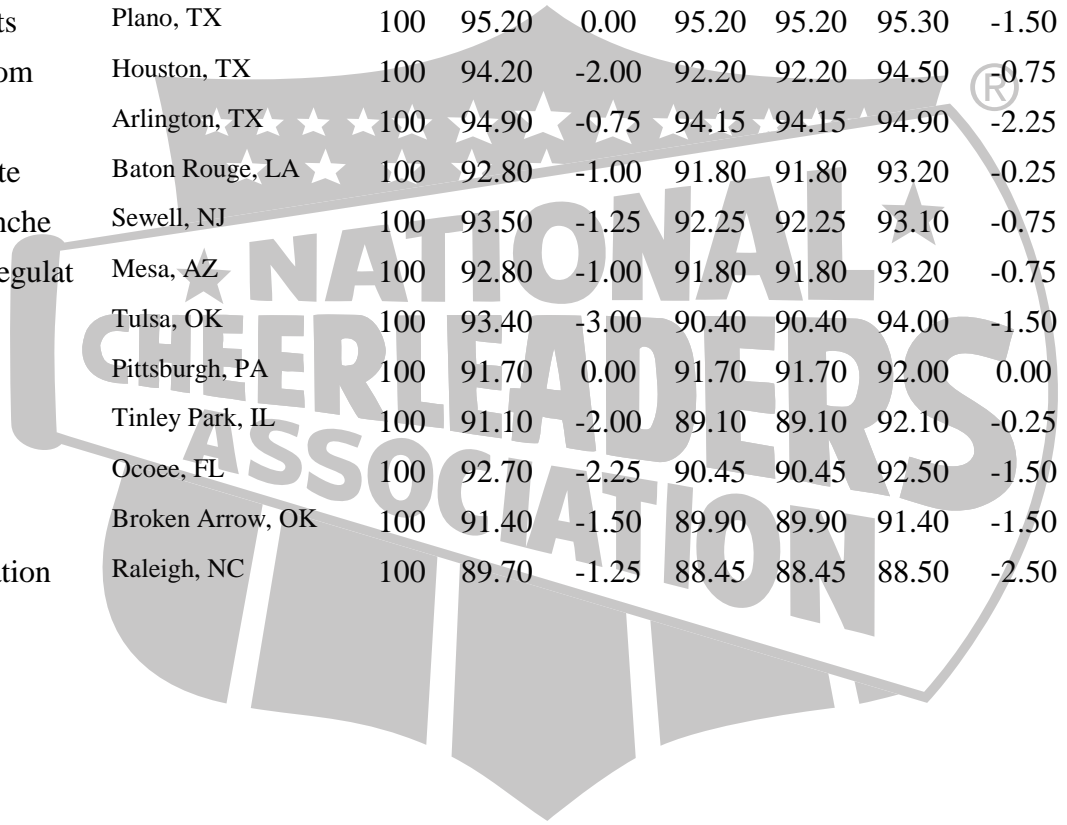 ts Plano, TX 100 95.20 0.00 95.20 95.20 95.30 -1.50
om Houston, TX 100 94.20 -2.00 92.20 92.20 94.50 -0.75
Arlington, TX 100 94.90 -0.75 94.15 94.15 94.90 -2.25
te Baton Rouge, LA 100 92.80 -1.00 91.80 91.80 93.20 -0.25
nche Sewell, NJ 100 93.50 -1.25 92.25 92.25 93.10 -0.75
egulat Mesa, AZ 100 92.80 -1.00 91.80 91.80 93.20 -0.75
Tulsa, OK 100 93.40 -3.00 90.40 90.40 94.00 -1.50
Pittsburgh, PA 100 91.70 0.00 91.70 91.70 92.00 0.00
Tinley Park, IL 100 91.10 -2.00 89.10 89.10 92.10 -0.25
Ocoee, FL 100 92.70 -2.25 90.45 90.45 92.50 -1.50
Broken Arrow, OK 100 91.40 -1.50 89.90 89.90 91.40 -1.50
ation Raleigh, NC 100 89.70 -1.25 88.45 88.45 88.50 -2.50
NATIONAL
CHEERLEADERS
ASSOCIATION
®